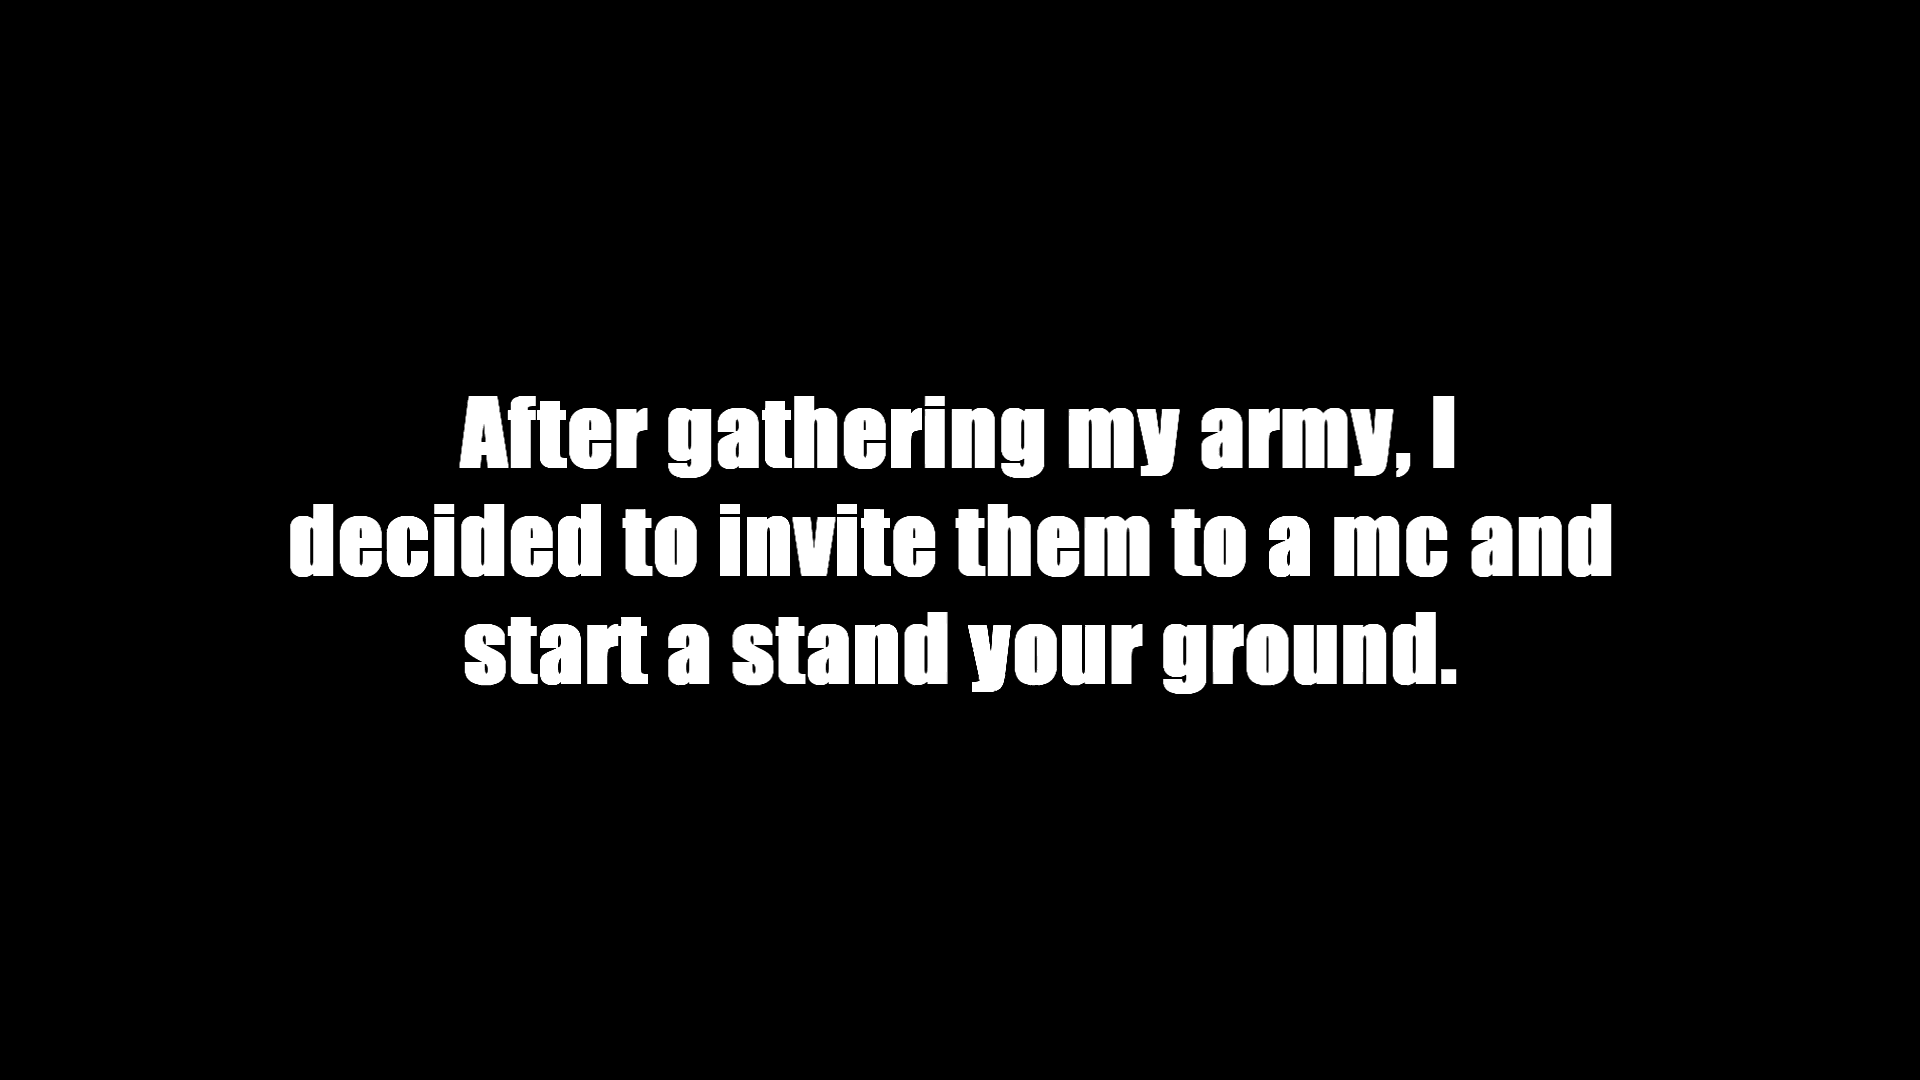 After gathering my army, I
decided to invite them to a mc and
start a stand your ground.